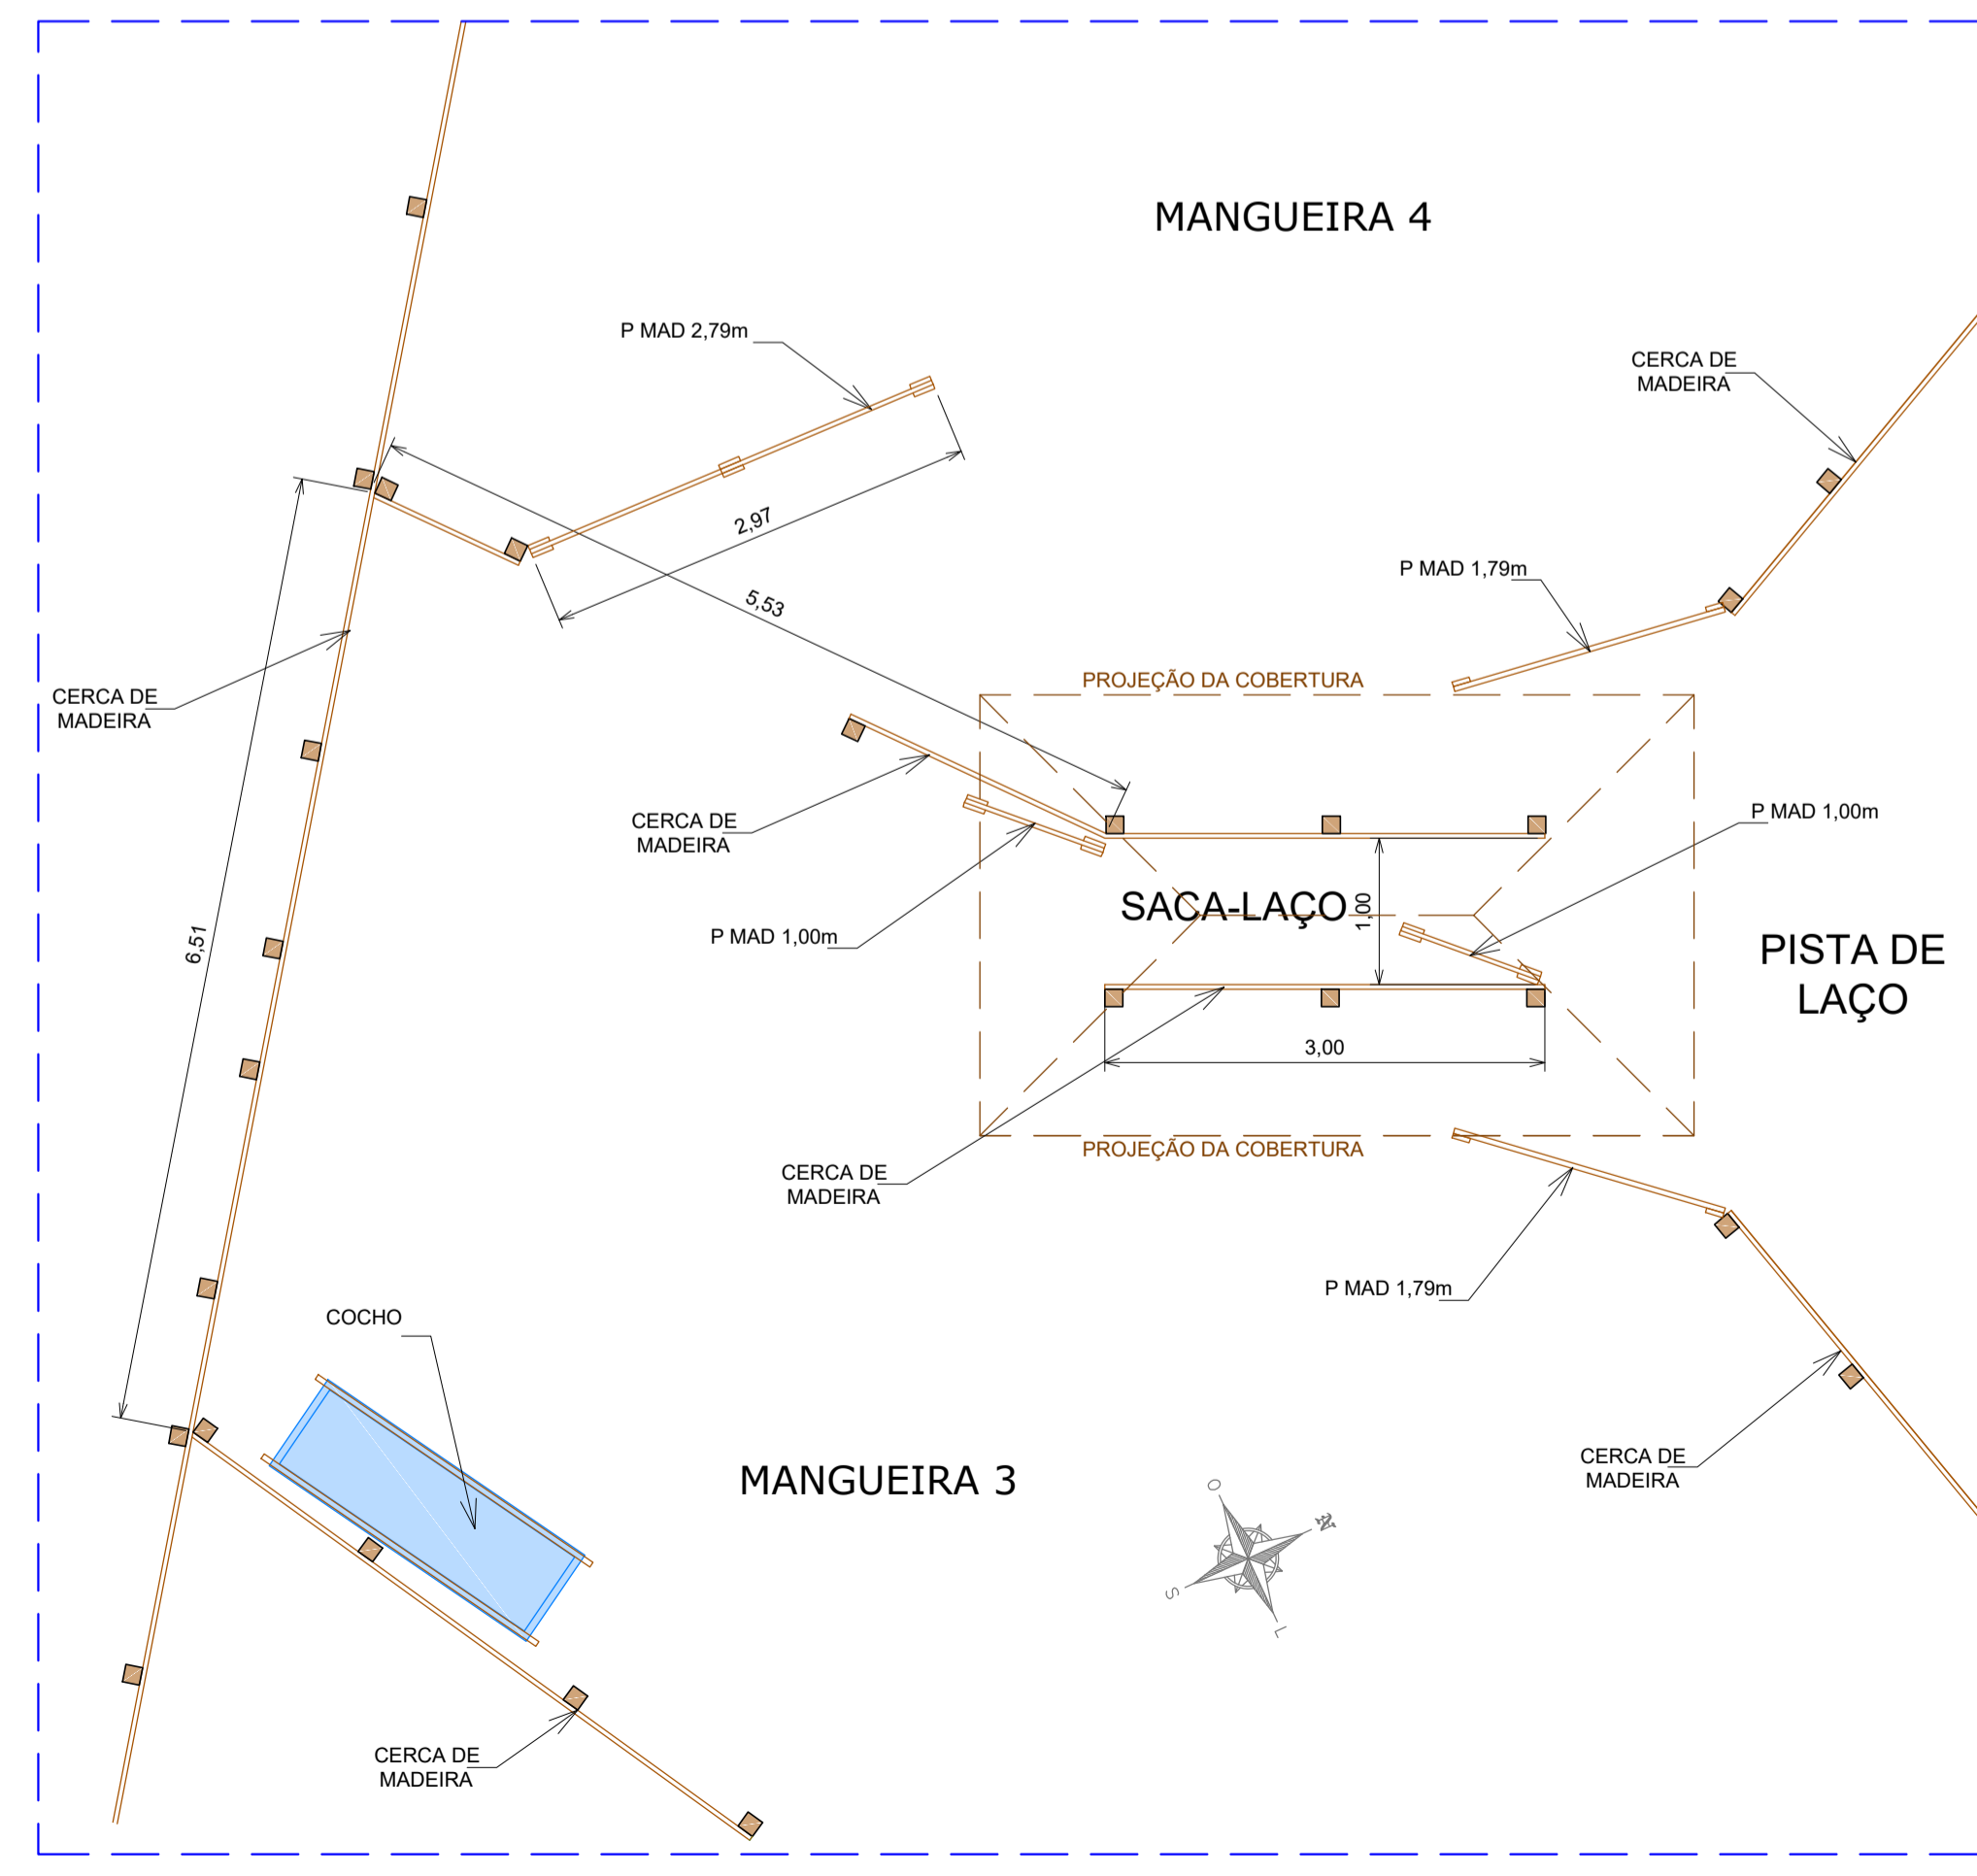 MANGUEIRA 4
P MAD 2,79m
CERCA DE
MADEIRA
2,97
P MAD 1,79m
5,53
PROJEÇÃO DA COBERTURA
CERCA DE
MADEIRA
CERCA DE
MADEIRA
P MAD 1,00m
SACA-LAÇO
1,00
P MAD 1,00m
6,51
PISTA DE
LAÇO
3,00
PROJEÇÃO DA COBERTURA
CERCA DE
MADEIRA
P MAD 1,79m
COCHO
CERCA DE
MADEIRA
MANGUEIRA 3
O
S
L
CERCA DE
MADEIRA